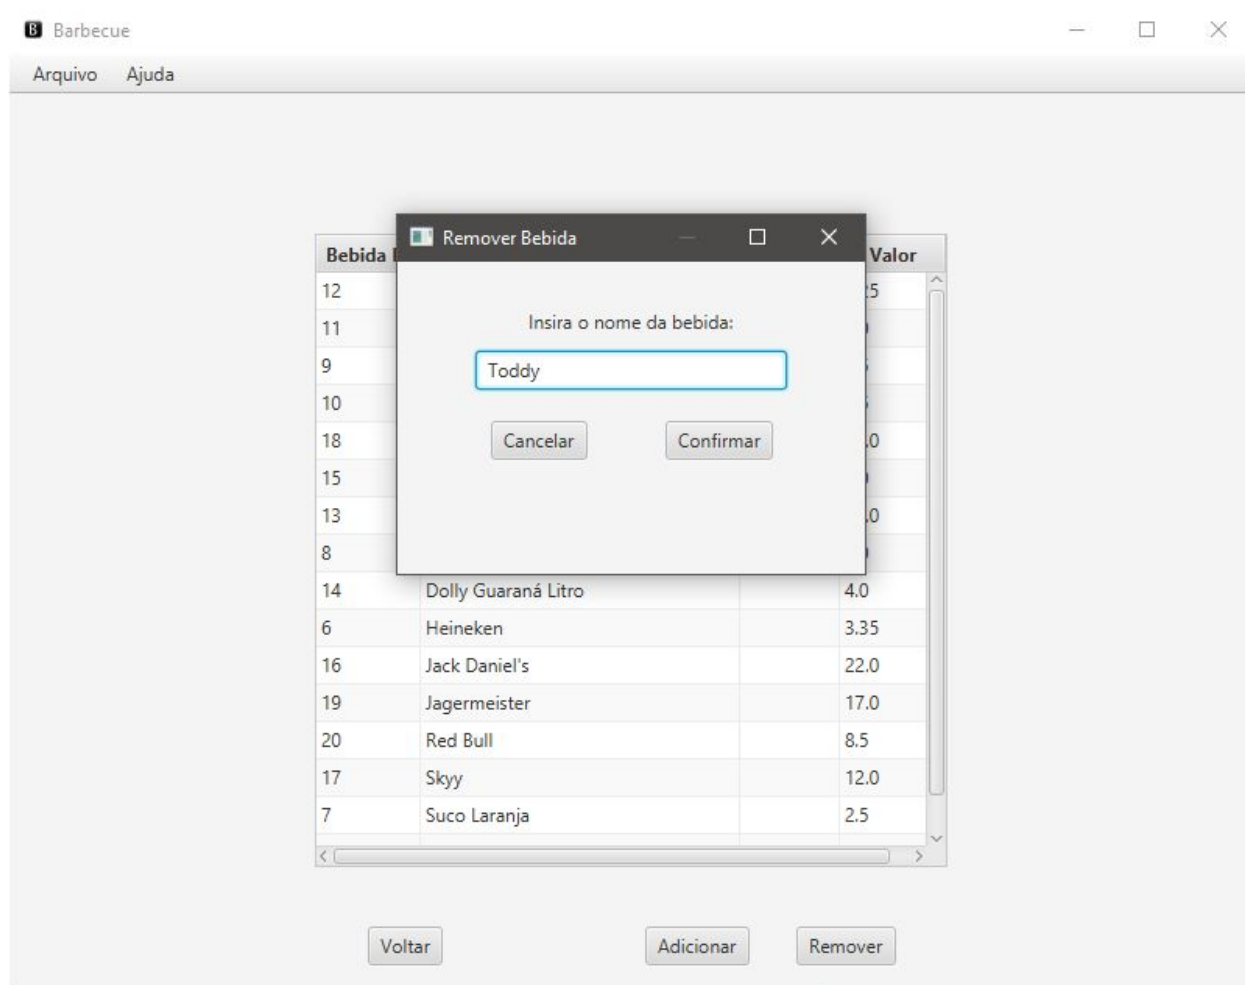 B Barbecue
Arquivo Ajuda
Remover Bebida
Bebida Valor
12
Insira o nome da bebida:
11
9 Toddy
10
18 Cancelar Confirmar
15
13
8
14 Dolly Guaraná Litro 4.0
6 Heineken 3.35
16 Jack Daniel's 22.0
19 Jagermeister 17.0
20 Red Bull 8.5
17 Skyy 12.0
7 Suco Laranja 2.5
Voltar Adicionar Remover